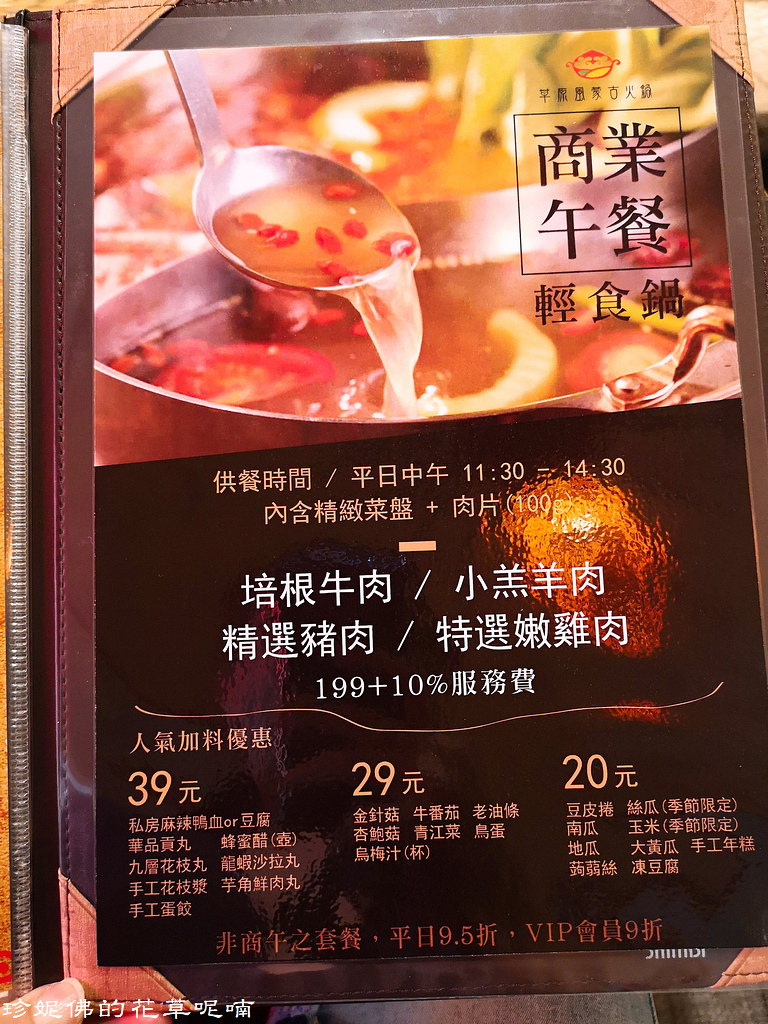 草原風蒙古火鍋
商業
午餐
輕食鍋
供餐時間 / 平日中午 11:30 - 14:30
內含精緻菜盤 + 肉片(100g)
培根牛肉 / 小羔羊肉
精選豬肉 / 特選嫩雞肉
199+10%服務費
人氣加料優惠
39元
私房麻辣鴨血or豆腐
華品貢丸 蜂蜜醋(壺)
九層花枝丸 龍蝦沙拉丸
手工花枝漿 芋角鮮肉丸
手工蛋餃
29元
金針菇 牛番茄 老油條
杏鮑菇 青江菜 鳥蛋
烏梅汁(杯)
20元
豆皮捲 絲瓜(季節限定)
南瓜 玉米(季節限定)
地瓜 大黃瓜 手工年糕
蒟蒻絲 凍豆腐
非商午之套餐，平日9.5折，VIP會員9折
珍妮佛的花草呢喃